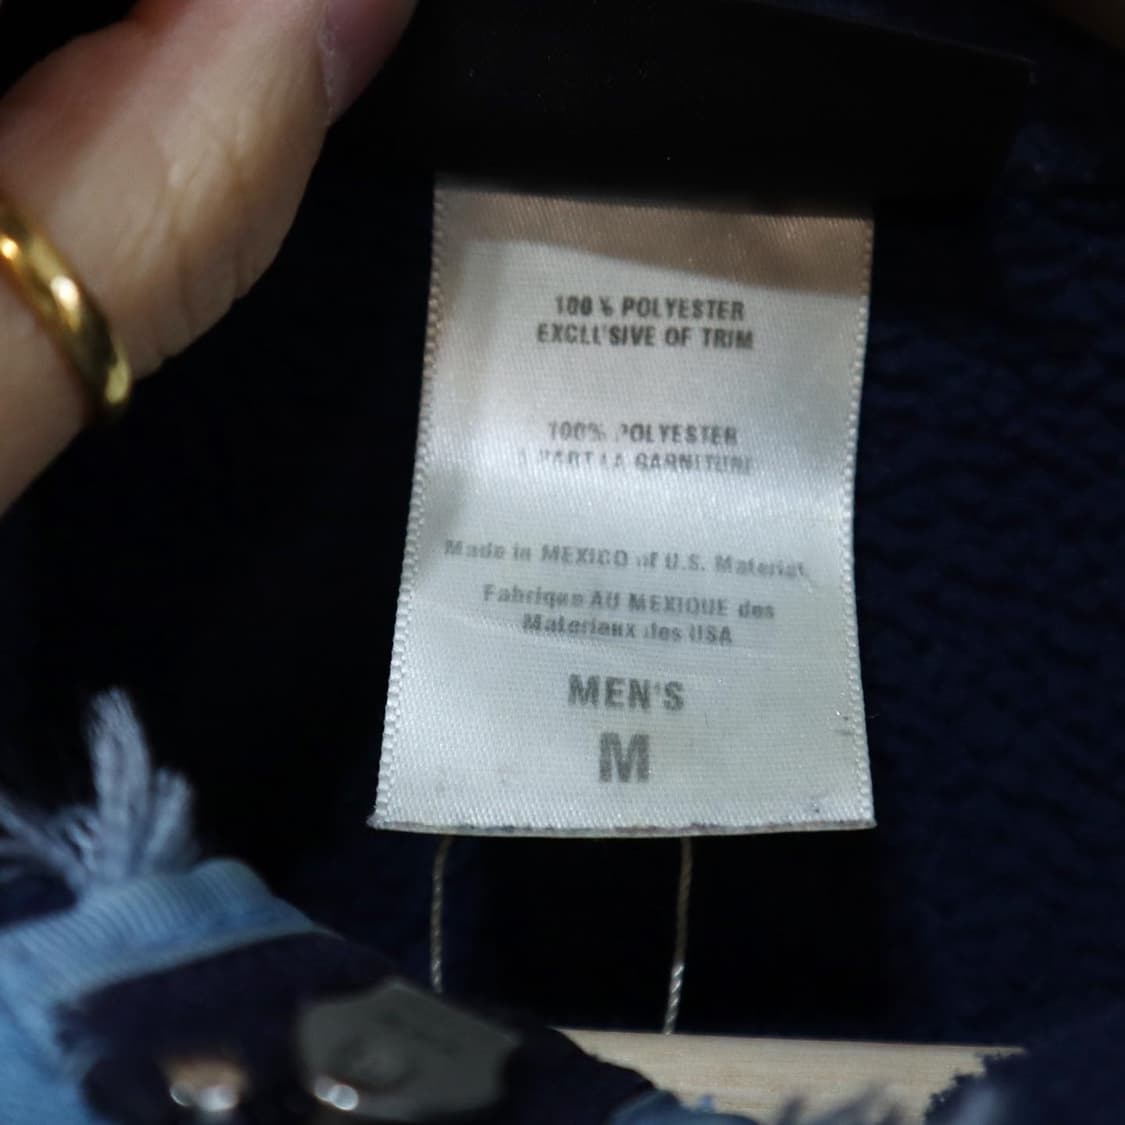 100 % POLYESTER
EXCLUSIVE OF TRIM
100% POLYESTER
A PART LA GARNITURE
Made in MEXICO of U.S. Material
Fabrique AU MEXIQUE des
Materiaux des USA
MEN'S
M